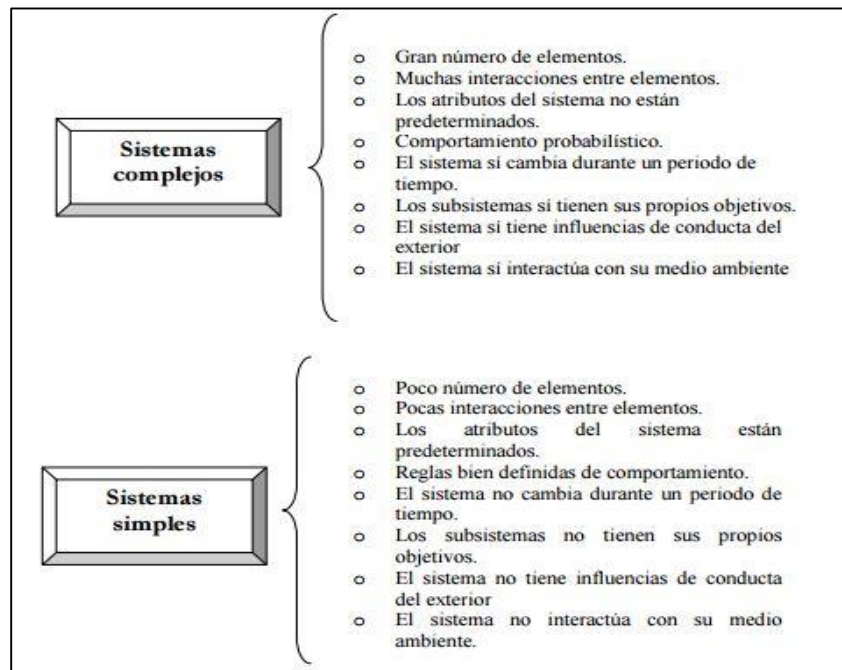 Sistemas
complejos
o Gran número de elementos.
o Muchas interacciones entre elementos.
o Los atributos del sistema no están
predeterminados.
o Comportamiento probabilístico.
o El sistema sí cambia durante un periodo de
tiempo.
o Los subsistemas sí tienen sus propios objetivos.
o El sistema sí tiene influencias de conducta del
exterior
o El sistema sí interactúa con su medio ambiente
Sistemas
simples
o Poco número de elementos.
o Pocas interacciones entre elementos.
o Los atributos del sistema están
predeterminados.
o Reglas bien definidas de comportamiento.
o El sistema no cambia durante un periodo de
tiempo.
o Los subsistemas no tienen sus propios
objetivos.
o El sistema no tiene influencias de conducta
del exterior
o El sistema no interactúa con su medio
ambiente.